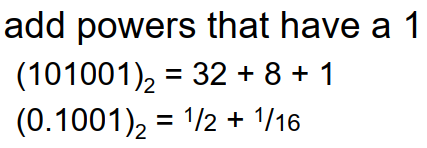 add powers that have a 1
(101001)₂ = 32 + 8 + 1
(0.1001)₂ = ¹/2 + ¹/16